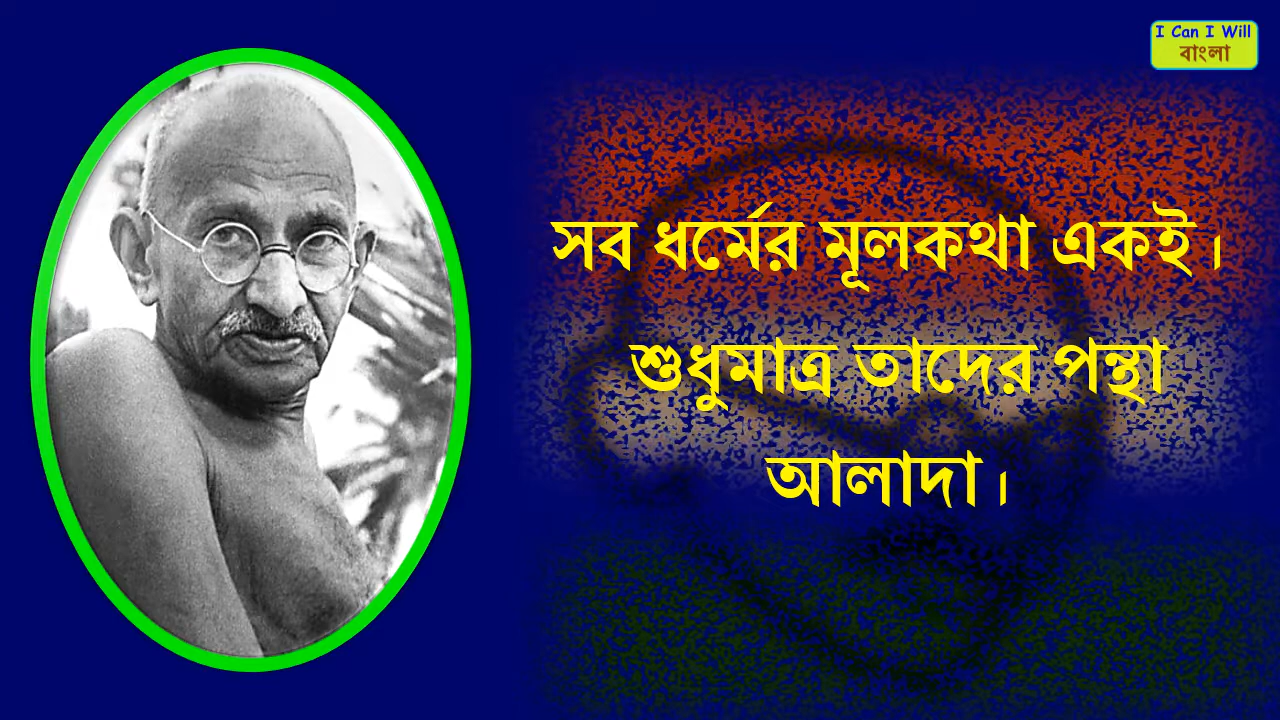 I Can I Will
বাংলা
সব ধর্মের মূলকথা একই।
শুধুমাত্র তাদের পন্থা
আলাদা।